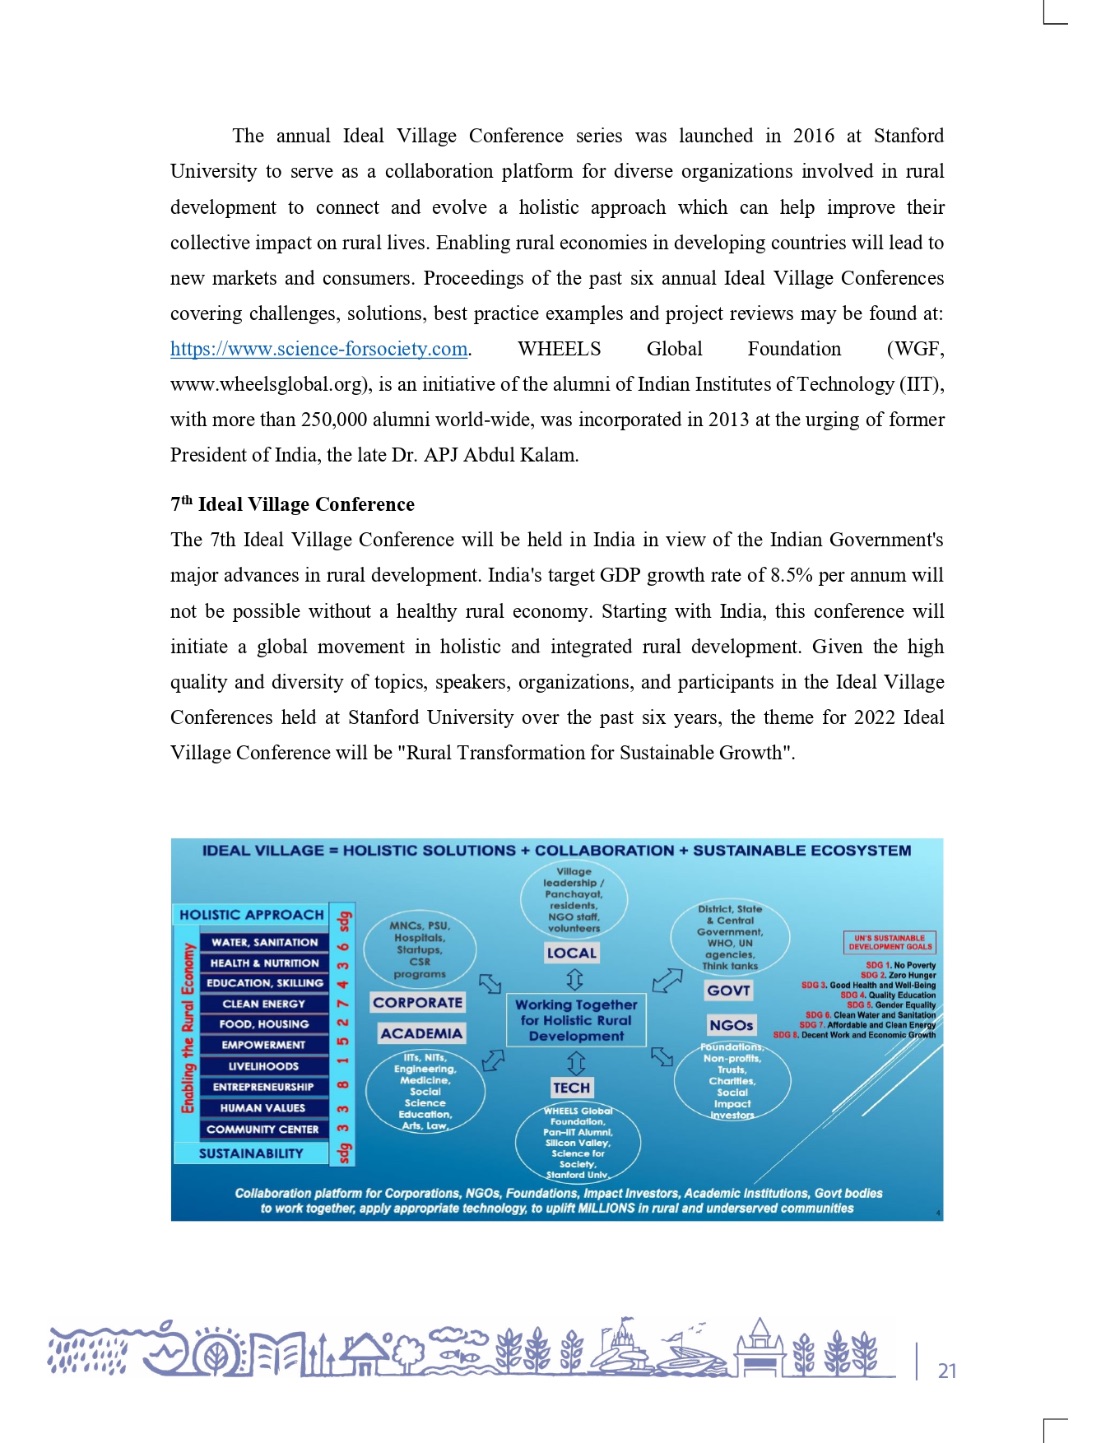 The annual Ideal Village Conference series was launched in 2016 at Stanford
University to serve as a collaboration platform for diverse organizations involved in rural
development to connect and evolve a holistic approach which can help improve their
collective impact on rural lives. Enabling rural economies in developing countries will lead to
new markets and consumers. Proceedings of the past six annual Ideal Village Conferences
covering challenges, solutions, best practice examples and project reviews may be found at:
https://www.science-forsociety.com. WHEELS Global Foundation (WGF,
www.wheelsglobal.org), is an initiative of the alumni of Indian Institutes of Technology (IIT),
with more than 250,000 alumni world-wide, was incorporated in 2013 at the urging of former
President of India, the late Dr. APJ Abdul Kalam.
7th Ideal Village Conference
The 7th Ideal Village Conference will be held in India in view of the Indian Government's
major advances in rural development. India's target GDP growth rate of 8.5% per annum will
not be possible without a healthy rural economy. Starting with India, this conference will
initiate a global movement in holistic and integrated rural development. Given the high
quality and diversity of topics, speakers, organizations, and participants in the Ideal Village
Conferences held at Stanford University over the past six years, the theme for 2022 Ideal
Village Conference will be "Rural Transformation for Sustainable Growth".
IDEAL VILLAGE = HOLISTIC SOLUTIONS + COLLABORATION + SUSTAINABLE ECOSYSTEM
HOLISTIC APPROACH sdg
Enabling the Rural Economy
WATER, SANITATION 6
HEALTH & NUTRITION 3
EDUCATION, SKILLING 4
CLEAN ENERGY 7
FOOD, HOUSING 2
EMPOWERMENT 5
LIVELIHOODS 1
ENTREPRENEURSHIP 8
HUMAN VALUES 3
COMMUNITY CENTER 3
SUSTAINABILITY sdg
MNCs, PSU,
Hospitals,
Startups,
CSR
programs
CORPORATE
ACADEMIA
IITs, NITs,
Engineering,
Medicine,
Social
Science
Education,
Arts, Law,
Village
leadership /
Panchayat,
residents,
NGO staff,
volunteers
LOCAL
Working Together
for Holistic Rural
Development
TECH
WHEELS Global
Foundation,
Pan-IIT Alumni,
Silicon Valley,
Science for
Society,
Stanford Univ,
District, State
& Central
Government,
WHO, UN
agencies,
Think tanks
GOVT
NGOs
Foundations,
Non-profits,
Trusts,
Charities,
Social
Impact
Investors
UN'S SUSTAINABLE
DEVELOPMENT GOALS
SDG 1. No Poverty
SDG 2. Zero Hunger
SDG 3. Good Health and Well-Being
SDG 4. Quality Education
SDG 5. Gender Equality
SDG 6. Clean Water and Sanitation
SDG 7. Affordable and Clean Energy
SDG 8. Decent Work and Economic Growth
Collaboration platform for Corporations, NGOs, Foundations, Impact Investors, Academic Institutions, Govt bodies
to work together, apply appropriate technology, to uplift MILLIONS in rural and underserved communities
4
21